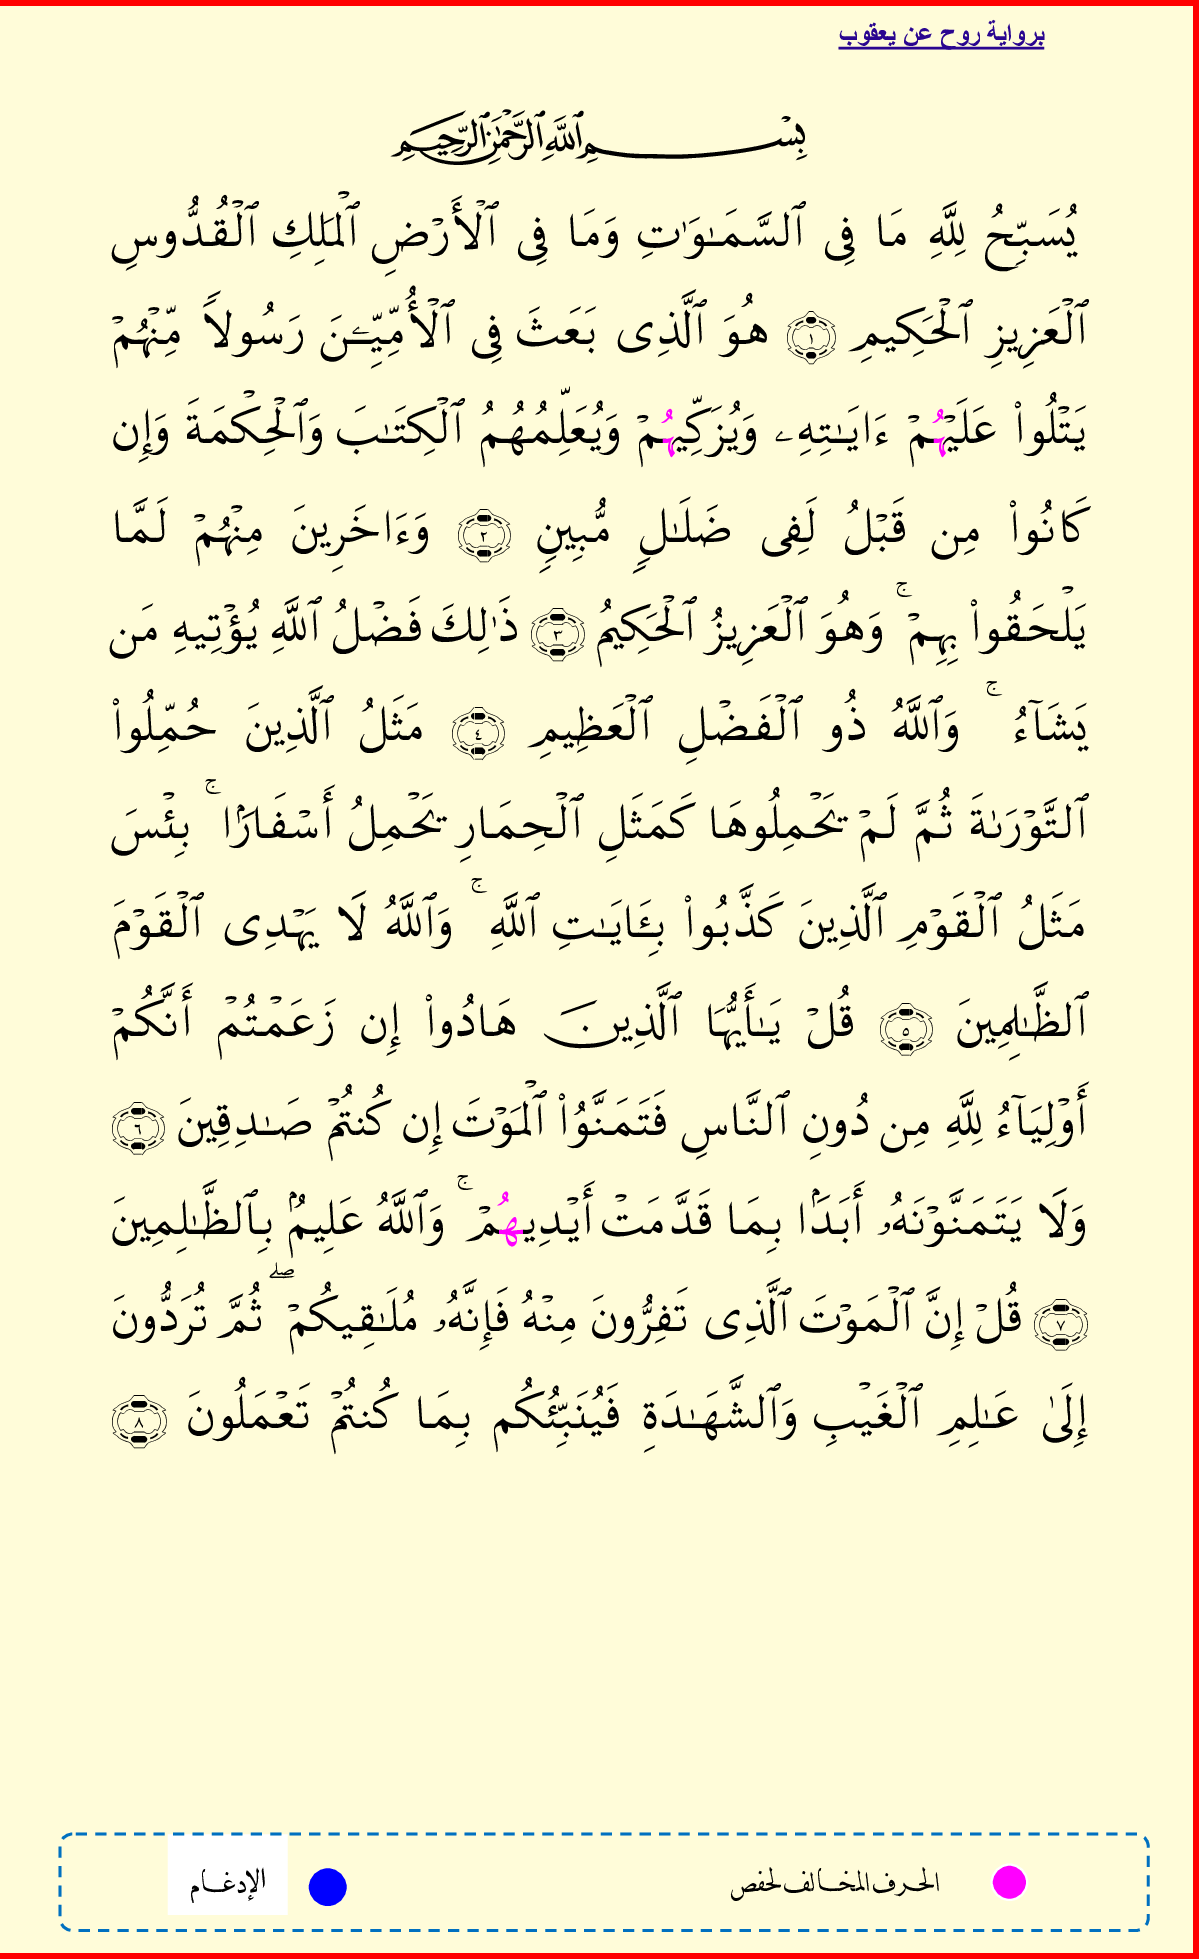 برواية روح عن يعقوب
بِسْمِ ٱللَّهِ ٱلرَّحْمَٰنِ ٱلرَّحِيمِ
يُسَبِّحُ لِلَّهِ مَا فِى ٱلسَّمَـٰوَٰتِ وَمَا فِى ٱلْأَرْضِ ٱلْمَلِكِ ٱلْقُدُّوسِ
ٱلْعَزِيزِ ٱلْحَكِيمِ ١ هُوَ ٱلَّذِى بَعَثَ فِى ٱلْأُمِّيِّـۧنَ رَسُولاً مِّنْهُمْ
يَتْلُوا۟ عَلَيْهُمْ ءَايَـٰتِهِۦ وَيُزَكِّيهُمْ وَيُعَلِّمُهُمُ ٱلْكِتَـٰبَ وَٱلْحِكْمَةَ وَإِن
كَانُوا۟ مِن قَبْلُ لَفِى ضَلَـٰلٍ مُّبِينٍ ٢ وَءَاخَرِينَ مِنْهُمْ لَمَّا
يَلْحَقُوا۟ بِهِمْ ۚ وَهُوَ ٱلْعَزِيزُ ٱلْحَكِيمُ ٣ ذَٰلِكَ فَضْلُ ٱللَّهِ يُؤْتِيهِ مَن
يَشَآءُ ۚ وَٱللَّهُ ذُو ٱلْفَضْلِ ٱلْعَظِيمِ ٤ مَثَلُ ٱلَّذِينَ حُمِّلُوا۟
ٱلتَّوْرَىٰةَ ثُمَّ لَمْ يَحْمِلُوهَا كَمَثَلِ ٱلْحِمَارِ يَحْمِلُ أَسْفَارًۢا ۚ بِئْسَ
مَثَلُ ٱلْقَوْمِ ٱلَّذِينَ كَذَّبُوا۟ بِـَٔايَـٰتِ ٱللَّهِ ۚ وَٱللَّهُ لَا يَهْدِى ٱلْقَوْمَ
ٱلظَّـٰلِمِينَ ٥ قُلْ يَـٰٓأَيُّهَا ٱلَّذِينَ هَادُوٓا۟ إِن زَعَمْتُمْ أَنَّكُمْ
أَوْلِيَآءُ لِلَّهِ مِن دُونِ ٱلنَّاسِ فَتَمَنَّوُا۟ ٱلْمَوْتَ إِن كُنتُمْ صَـٰدِقِينَ ٦
وَلَا يَتَمَنَّوْنَهُۥٓ أَبَدًۢا بِمَا قَدَّمَتْ أَيْدِيهُمْ ۚ وَٱللَّهُ عَلِيمٌۢ بِٱلظَّـٰلِمِينَ
٧ قُلْ إِنَّ ٱلْمَوْتَ ٱلَّذِى تَفِرُّونَ مِنْهُ فَإِنَّهُۥ مُلَـٰقِيكُمْ ۖ ثُمَّ تُرَدُّونَ
إِلَىٰ عَـٰلِمِ ٱلْغَيْبِ وَٱلشَّهَـٰدَةِ فَيُنَبِّئُكُم بِمَا كُنتُمْ تَعْمَلُونَ ٨
الحرف المخالف لحفص
الإدغام